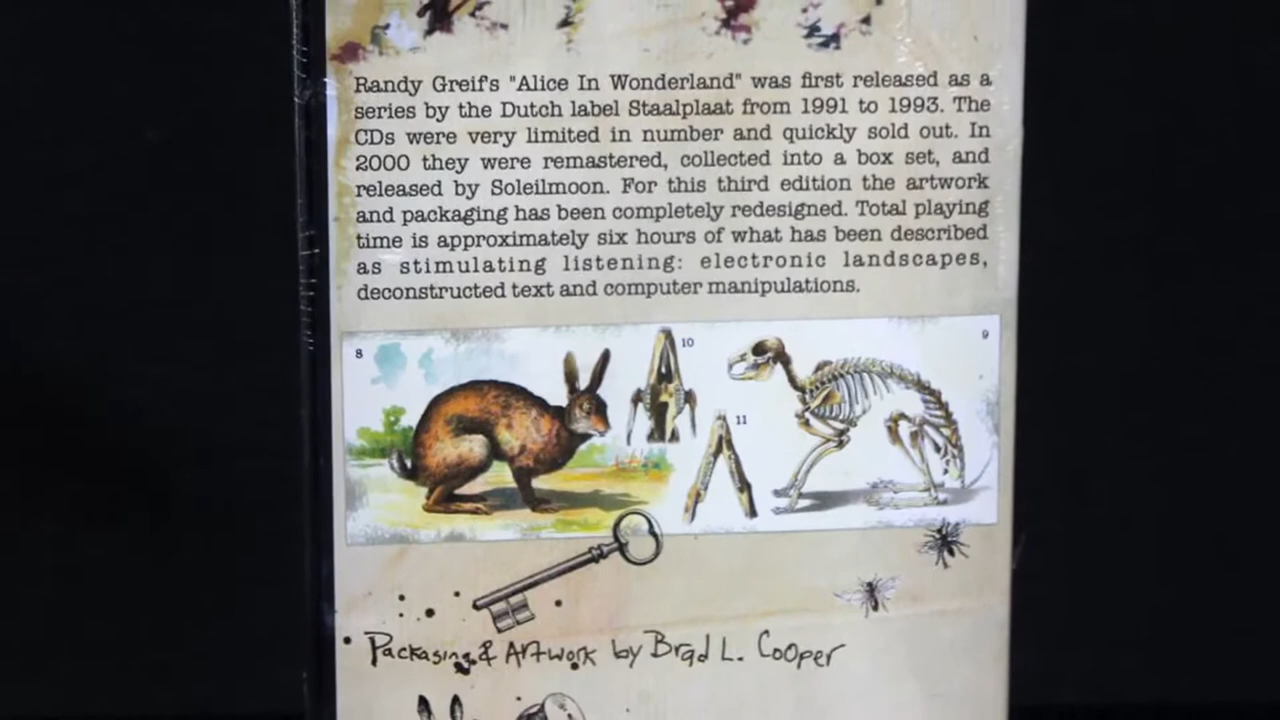 Randy Greif's "Alice In Wonderland" was first released as a
series by the Dutch label Staalplaat from 1991 to 1993. The
CDs were very limited in number and quickly sold out. In
2000 they were remastered, collected into a box set, and
released by Soleilmoon. For this third edition the artwork
and packaging has been completely redesigned. Total playing
time is approximately six hours of what has been described
as stimulating listening: electronic landscapes,
deconstructed text and computer manipulations.
8
10
9
11
Packaging & Artwork by Brad L. Cooper